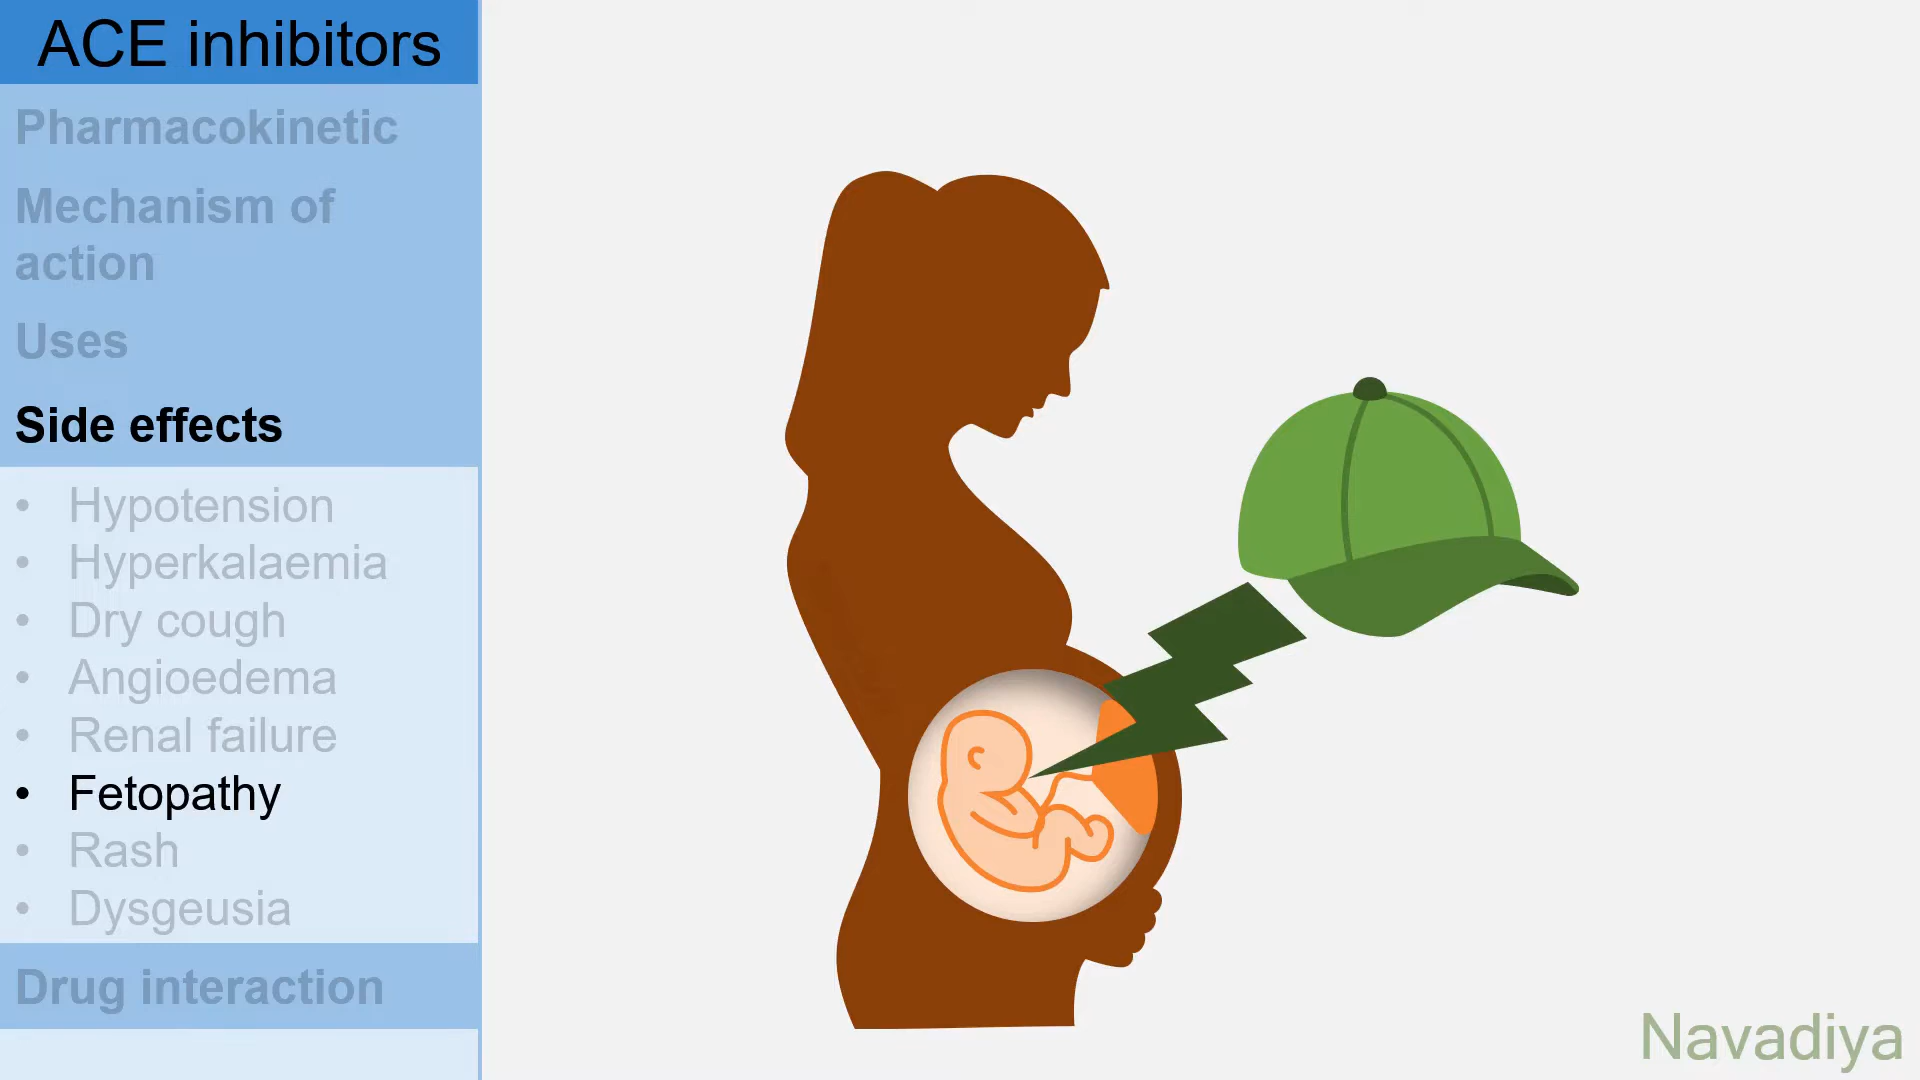 ACE inhibitors
Pharmacokinetic
Mechanism of
action
Uses
Side effects
• Hypotension
• Hyperkalaemia
• Dry cough
• Angioedema
• Renal failure
• Fetopathy
• Rash
• Dysgeusia
Drug interaction
Navadiya